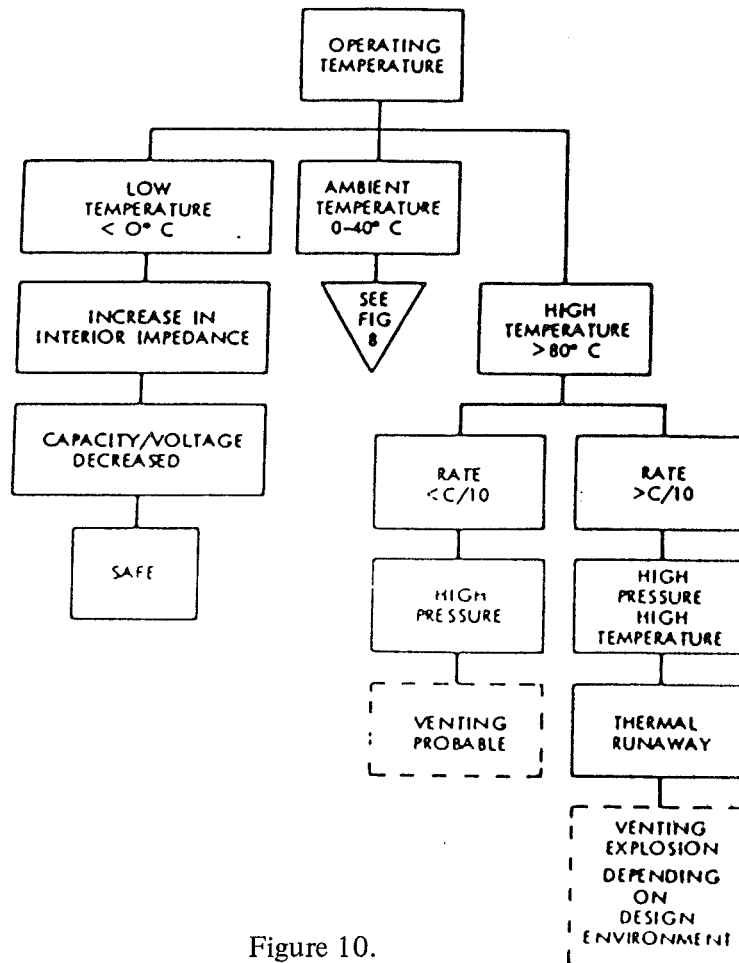 OPERATING
TEMPERATURE
LOW
TEMPERATURE
< 0° C
AMBIENT
TEMPERATURE
0-40° C
INCREASE IN
INTERIOR IMPEDANCE
SEE
FIG
8
HIGH
TEMPERATURE
>80° C
CAPACITY/VOLTAGE
DECREASED
RATE
<C/10
RATE
>C/10
SAFE
HIGH
PRESSURE
HIGH
PRESSURE
HIGH
TEMPERATURE
VENTING
PROBABLE
THERMAL
RUNAWAY
VENTING
EXPLOSION
DEPENDING
ON
DESIGN
ENVIRONMENT
Figure 10.